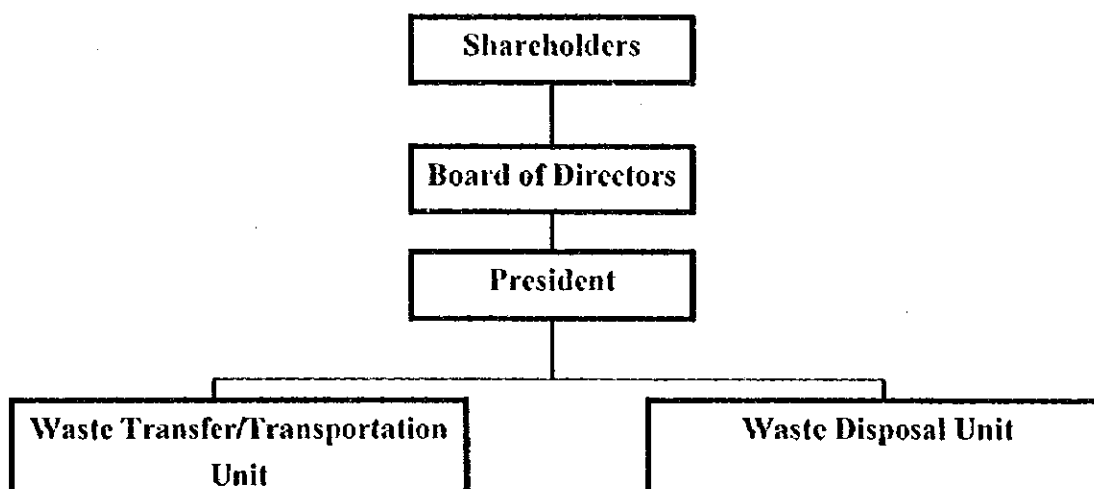 Shareholders
Board of Directors
President
Waste Transfer/Transportation
Unit
Waste Disposal Unit